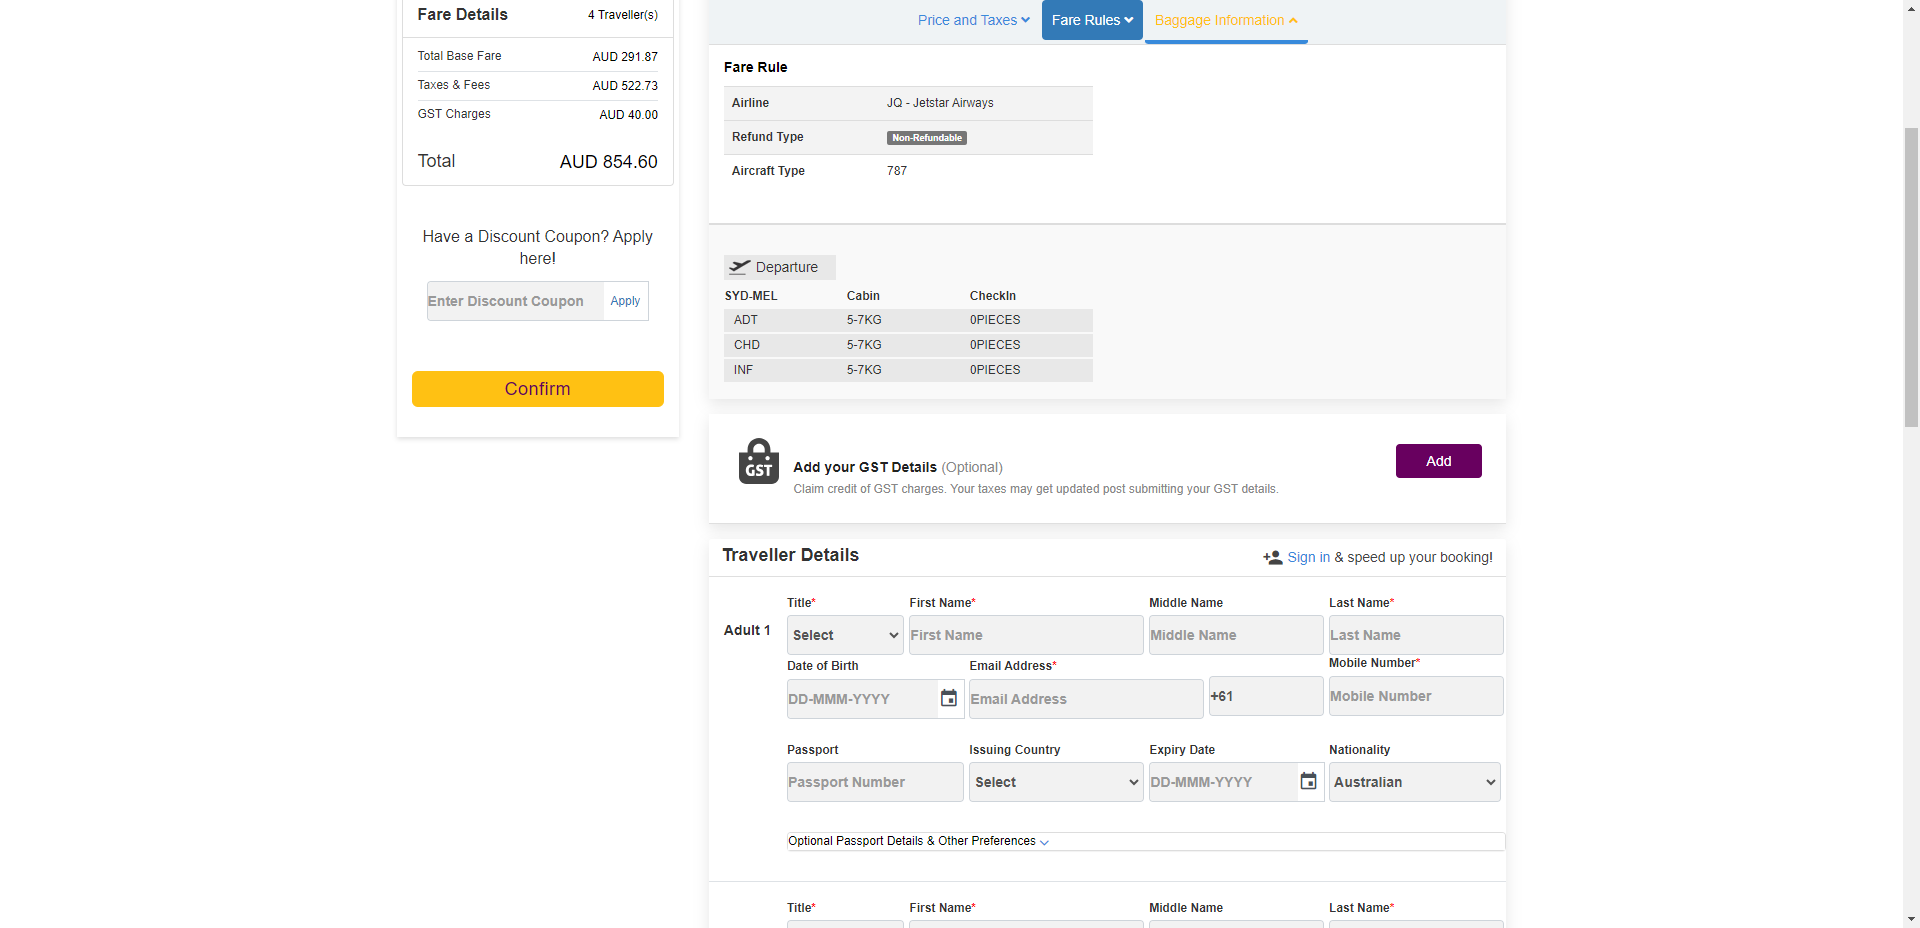 Fare Details 4 Traveller(s)
Total Base Fare AUD 291.87
Taxes & Fees AUD 522.73
GST Charges AUD 40.00
Total AUD 854.60
Have a Discount Coupon? Apply
here!
Enter Discount Coupon Apply
Confirm
Price and Taxes Fare Rules Baggage Information
Fare Rule
Airline JQ - Jetstar Airways
Refund Type Non-Refundable
Aircraft Type 787
Departure
SYD-MEL Cabin CheckIn
ADT 5-7KG 0PIECES
CHD 5-7KG 0PIECES
INF 5-7KG 0PIECES
GST
Add your GST Details (Optional)
Claim credit of GST charges. Your taxes may get updated post submitting your GST details.
Add
Traveller Details Sign in & speed up your booking!
Adult 1
Title* First Name* Middle Name Last Name*
Select First Name Middle Name Last Name
Date of Birth Email Address* Mobile Number*
DD-MMM-YYYY Email Address +61 Mobile Number
Passport Issuing Country Expiry Date Nationality
Passport Number Select DD-MMM-YYYY Australian
Optional Passport Details & Other Preferences
Title* First Name* Middle Name Last Name*